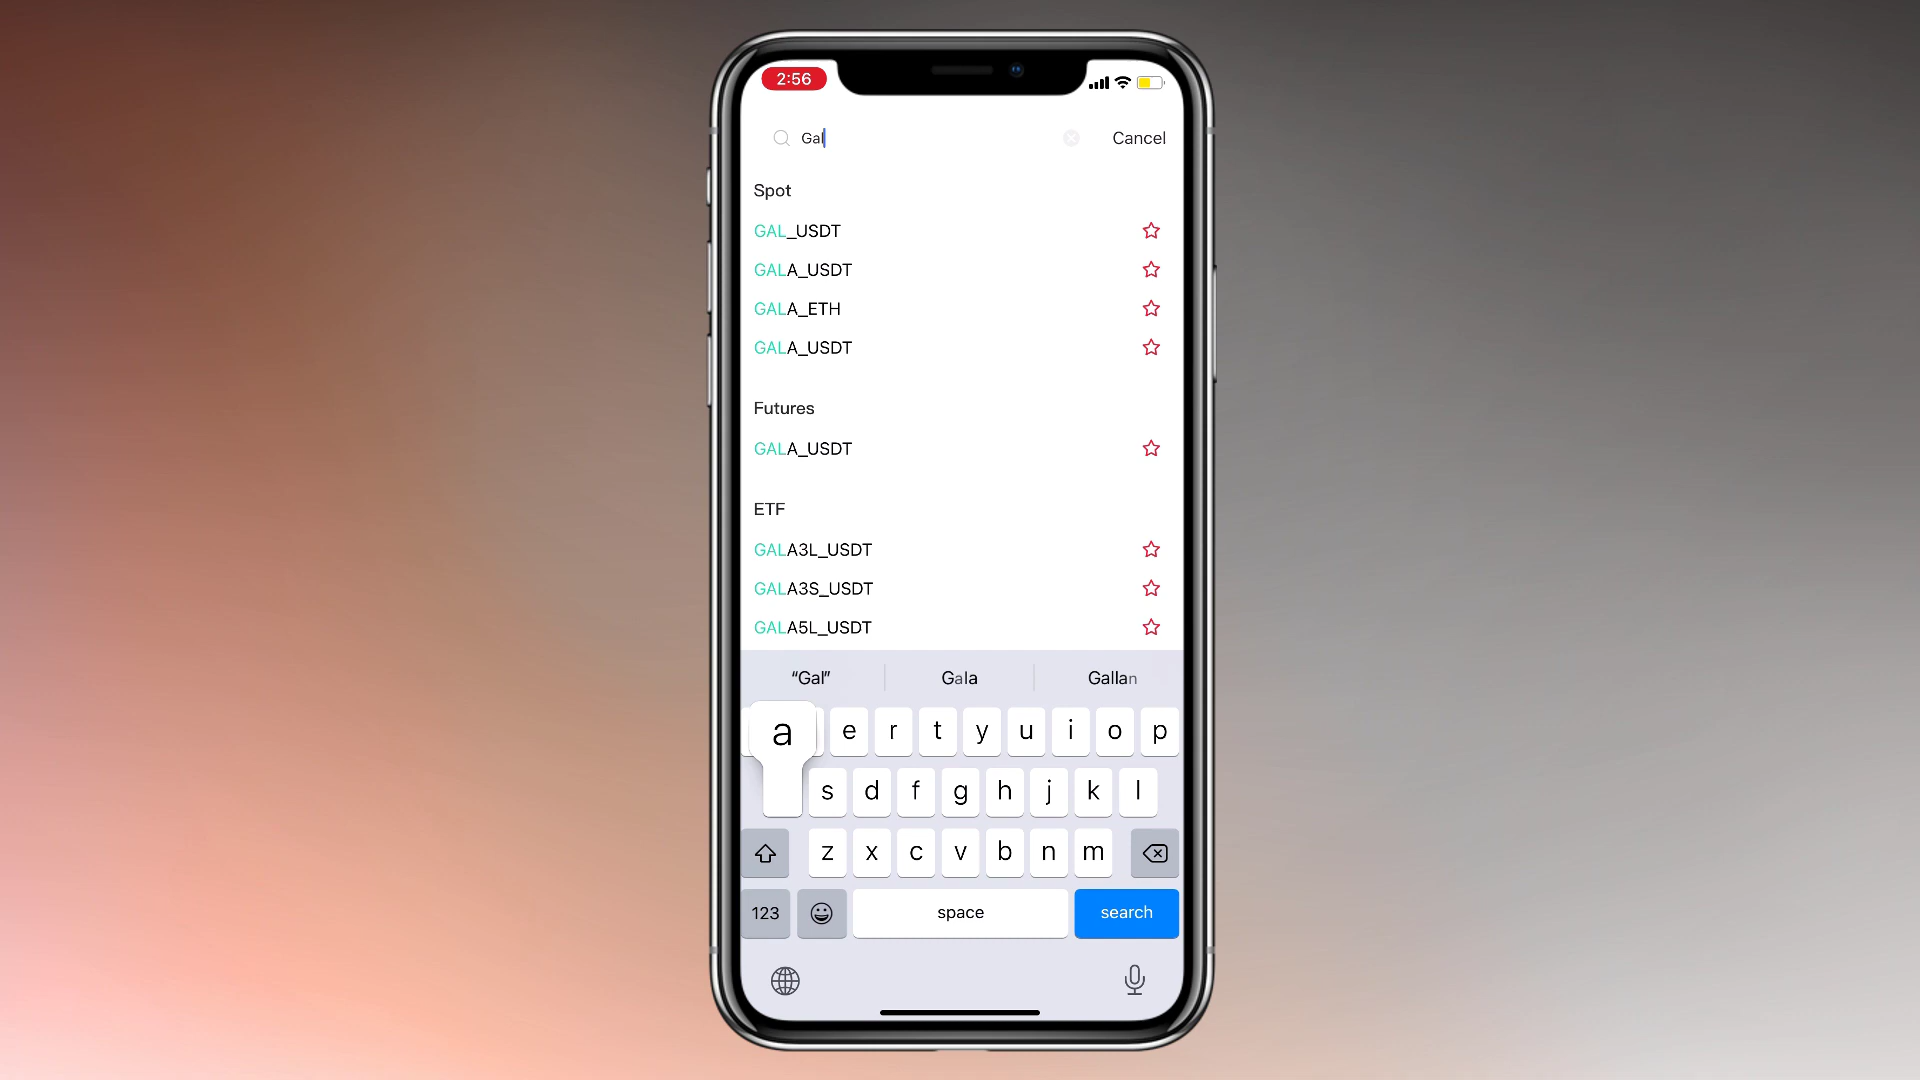 2:56
Gal
Cancel
Spot
GAL_USDT
GALA_USDT
GALA_ETH
GALA_USDT
Futures
GALA_USDT
ETF
GALA3L_USDT
GALA3S_USDT
GALA5L_USDT
“Gal” Gala Gallan
a e r t y u i o p
s d f g h j k l
z x c v b n m
123 space search